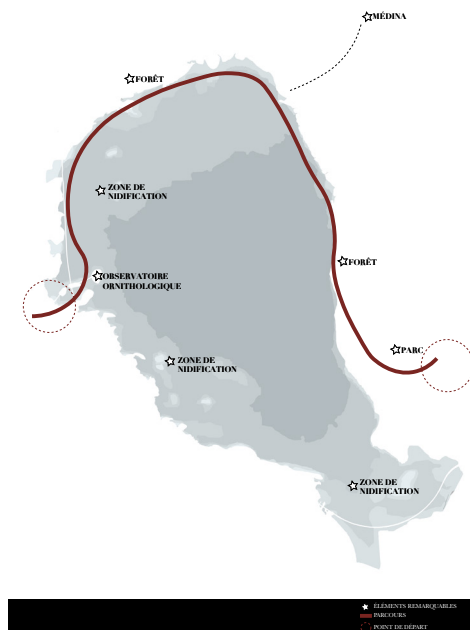 MÉDINA
FORÊT
ZONE DE
NIDIFICATION
FORÊT
OBSERVATOIRE
ORNITHOLOGIQUE
PARC
ZONE DE
NIDIFICATION
ZONE DE
NIDIFICATION
ÉLÉMENTS REMARQUABLES
PARCOURS
POINT DE DÉPART